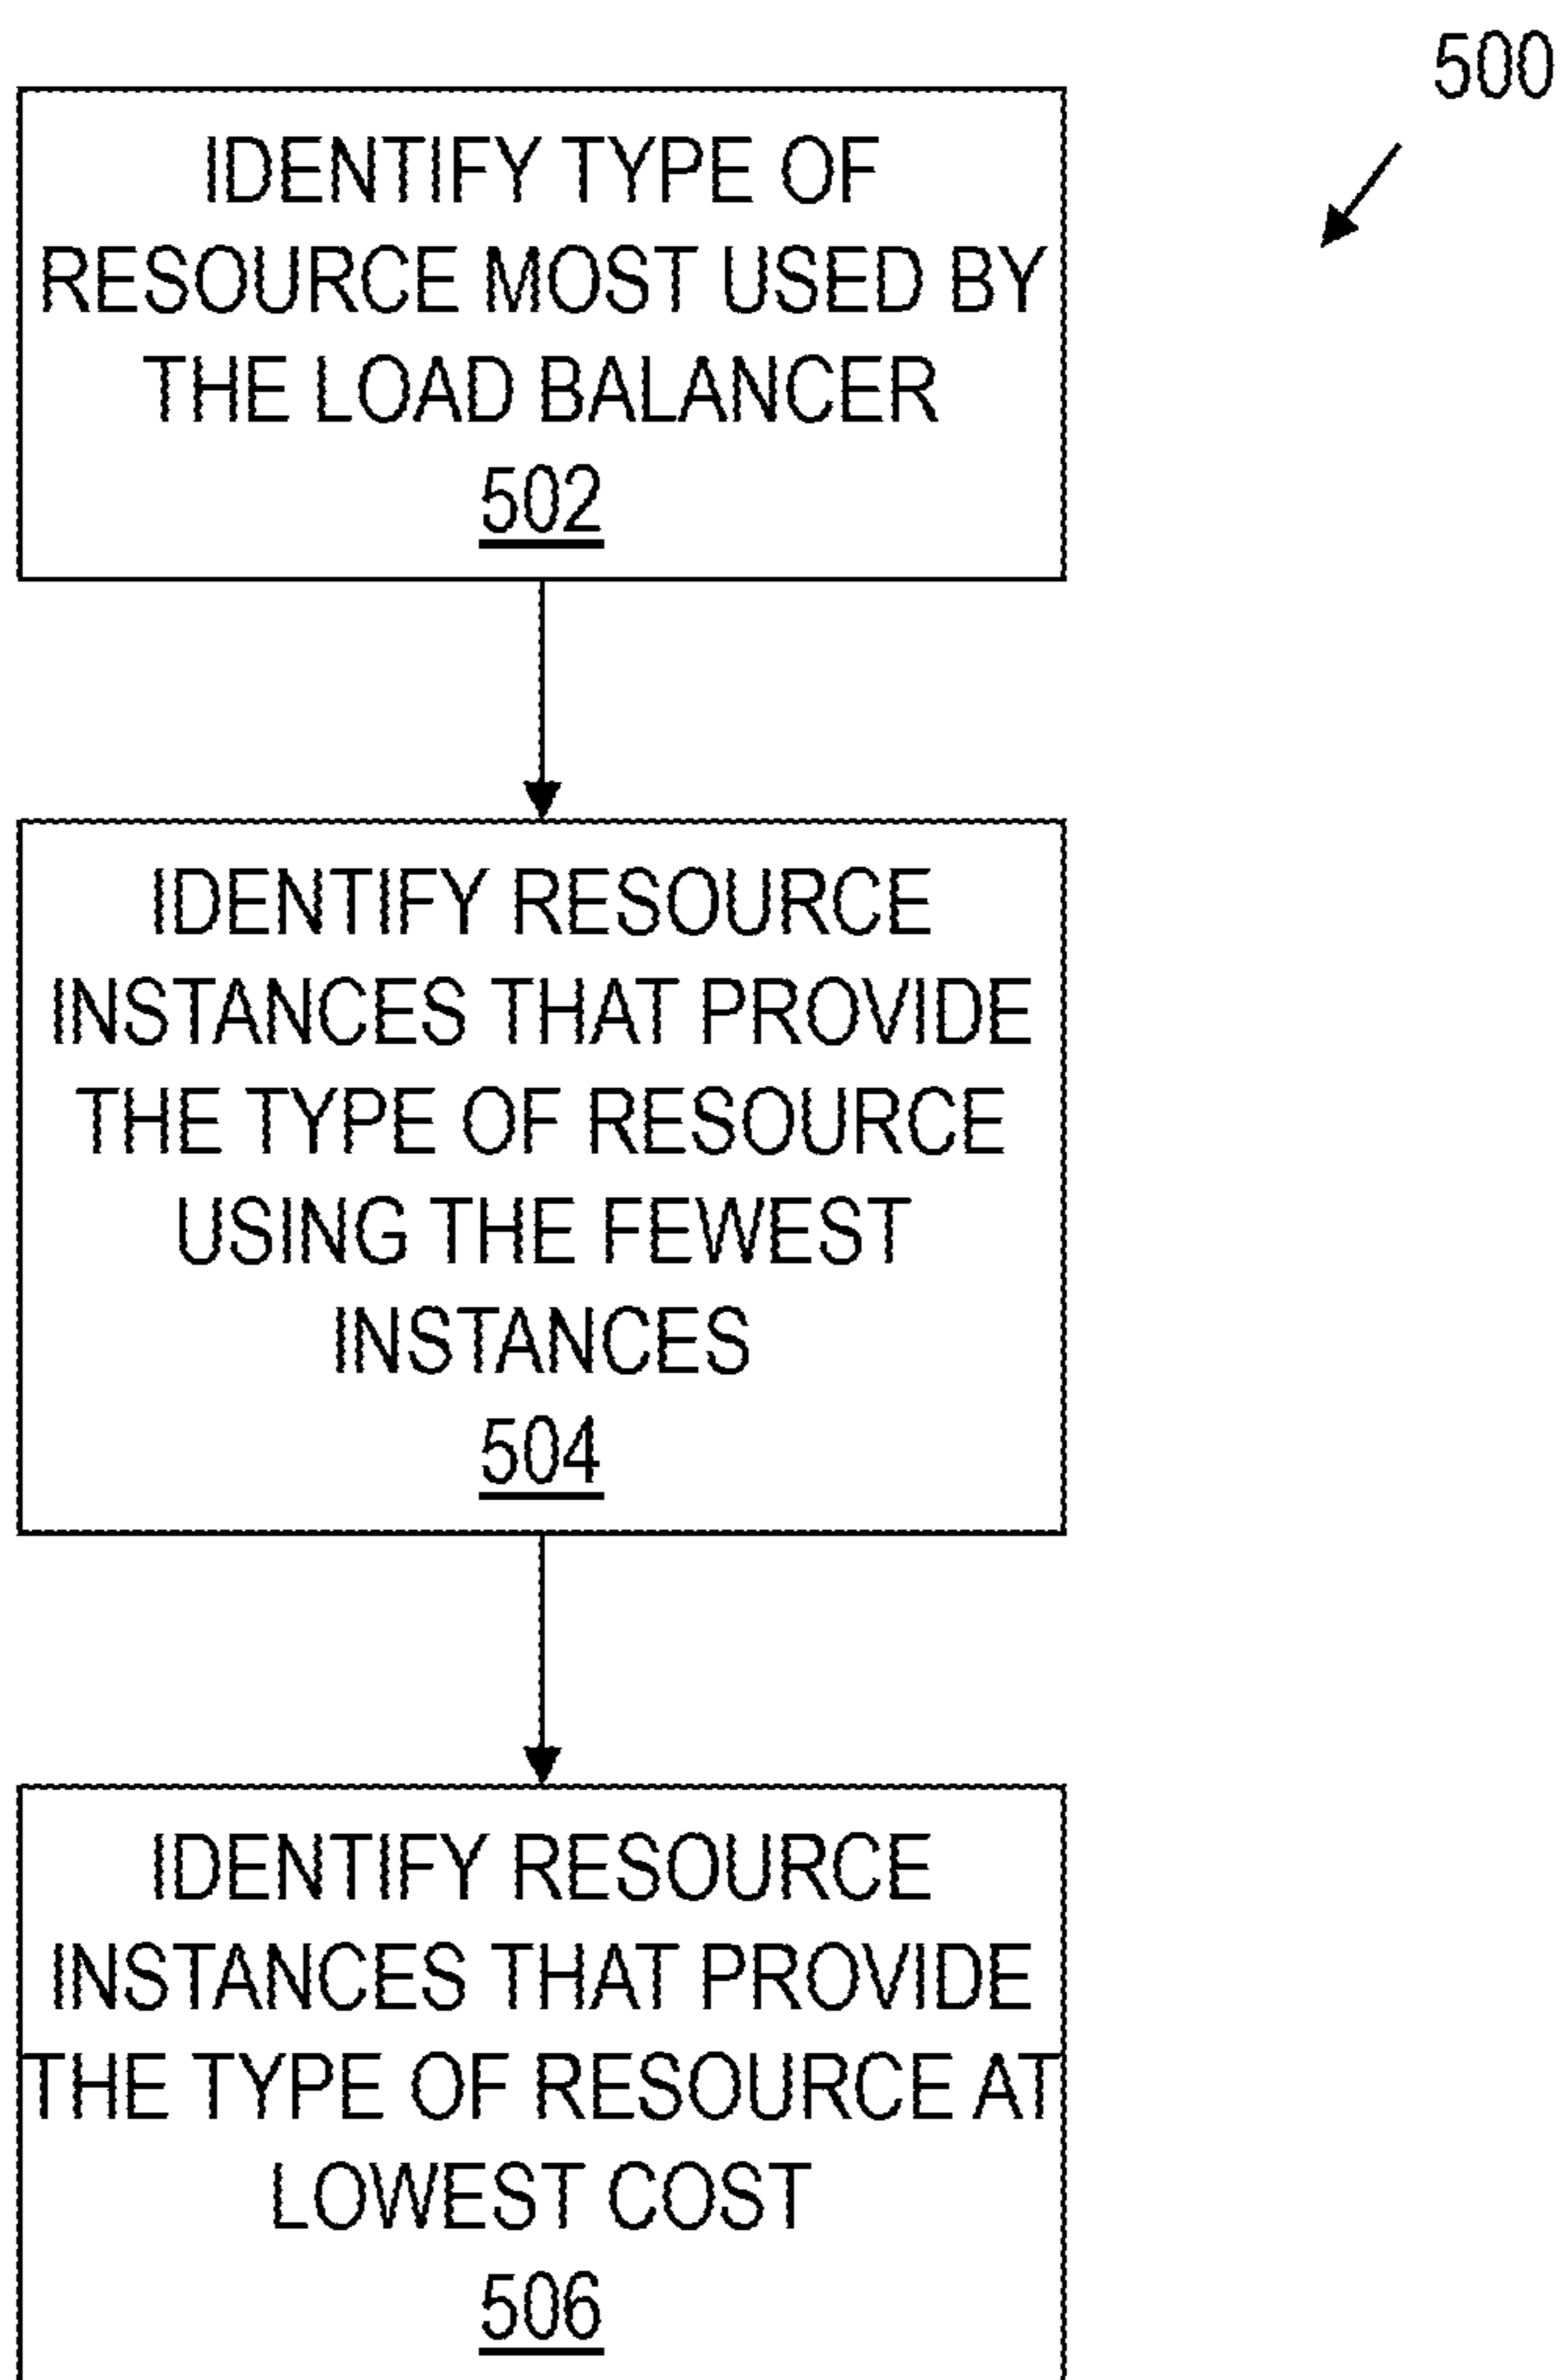 500
IDENTIFY TYPE OF
RESOURCE MOST USED BY
THE LOAD BALANCER
502
IDENTIFY RESOURCE
INSTANCES THAT PROVIDE
THE TYPE OF RESOURCE
USING THE FEWEST
INSTANCES
504
IDENTIFY RESOURCE
INSTANCES THAT PROVIDE
THE TYPE OF RESOURCE AT
LOWEST COST
506